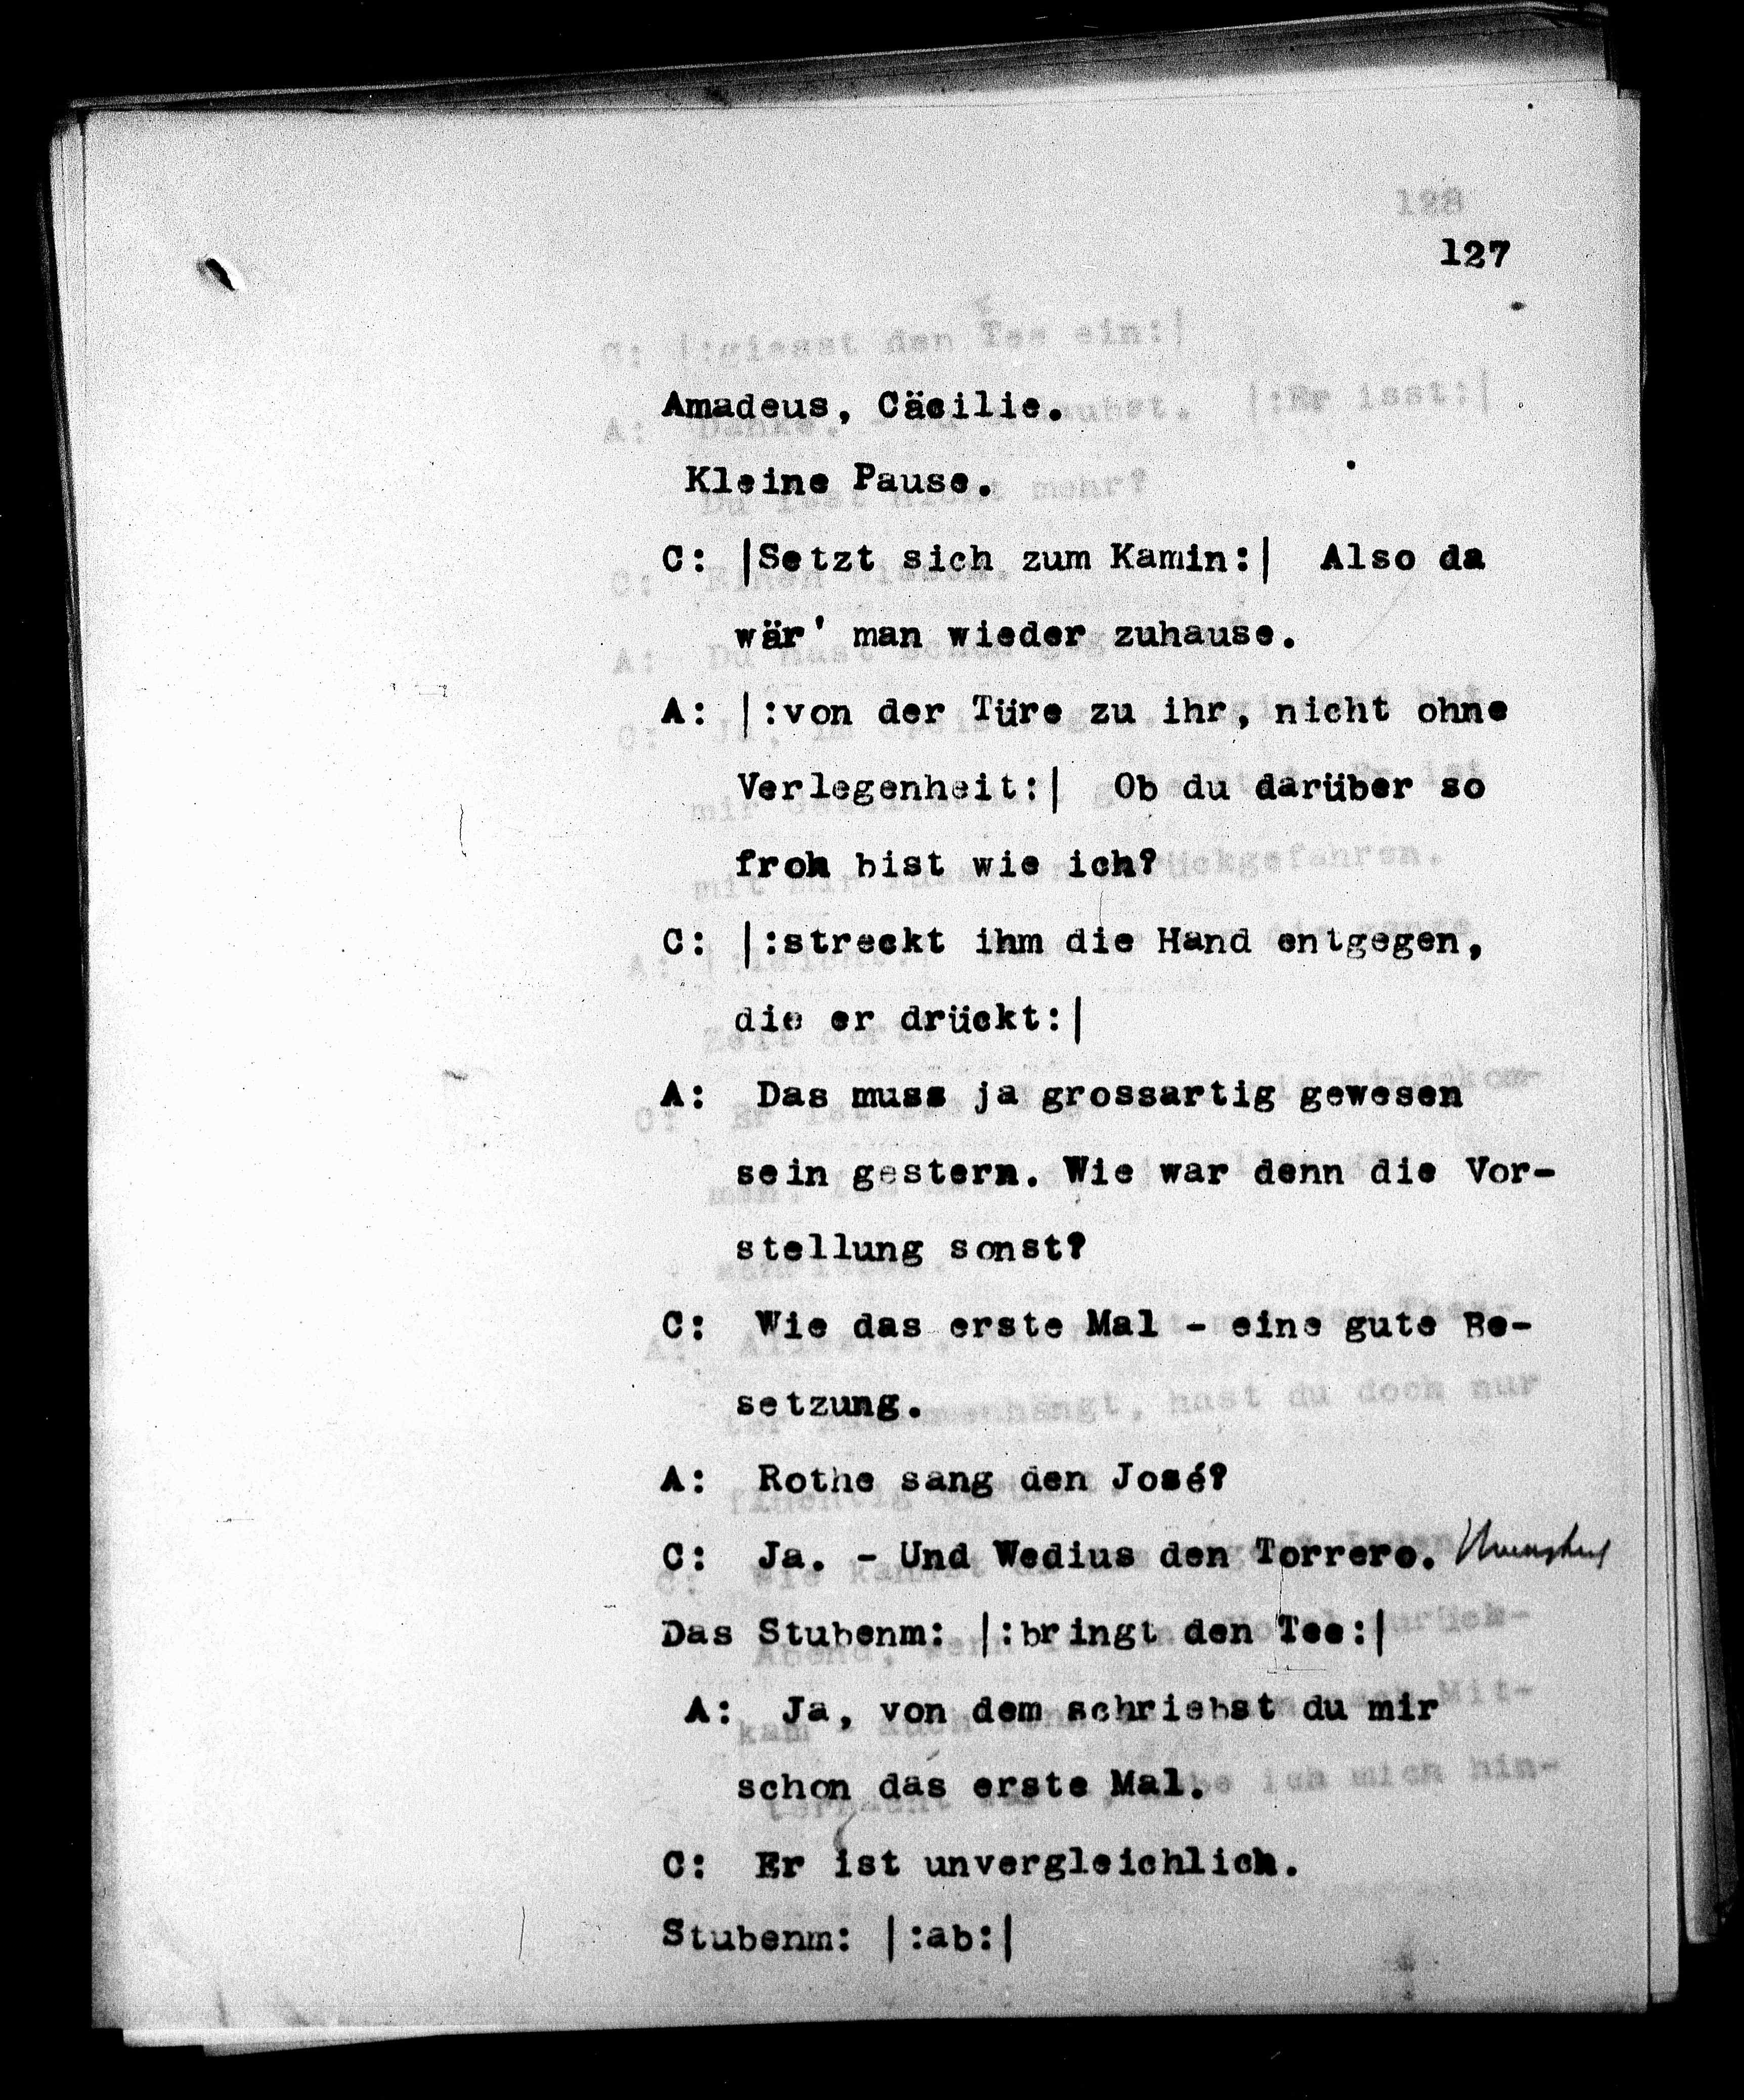 127
Amadeus, Cäcilie.
Kleine Pause.
C: |Setzt sich zum Kamin:| Also da
wär' man wieder zuhause.
A: |:von der Türe zu ihr, nicht ohne
Verlegenheit:| Ob du darüber so
froh bist wie ich?
C: |:streckt ihm die Hand entgegen,
die er drückt:|
A: Das muss ja grossartig gewesen
sein gestern. Wie war denn die Vor-
stellung sonst?
C: Wie das erste Mal - eine gute Be-
setzung.
A: Rothe sang den José?
C: Ja. - Und Wedius den Torrero.
Das Stubenm: |:bringt den Tee:|
A: Ja, von dem schriebst du mir
schon das erste Mal.
C: Er ist unvergleichlich.
Stubenm: |:ab:|